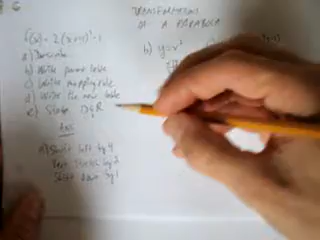 TRANSFORMATIONS
OF A PARABOLA
f(x) = 2(x+4)² - 1
a) Describe
b) Write parent table
c) Write mapping rule
d) Write the new table
e) State D & R
Ans
a) Shift left by 4
Vert Stretch by 2
Shift Down by 1
b) y = x²